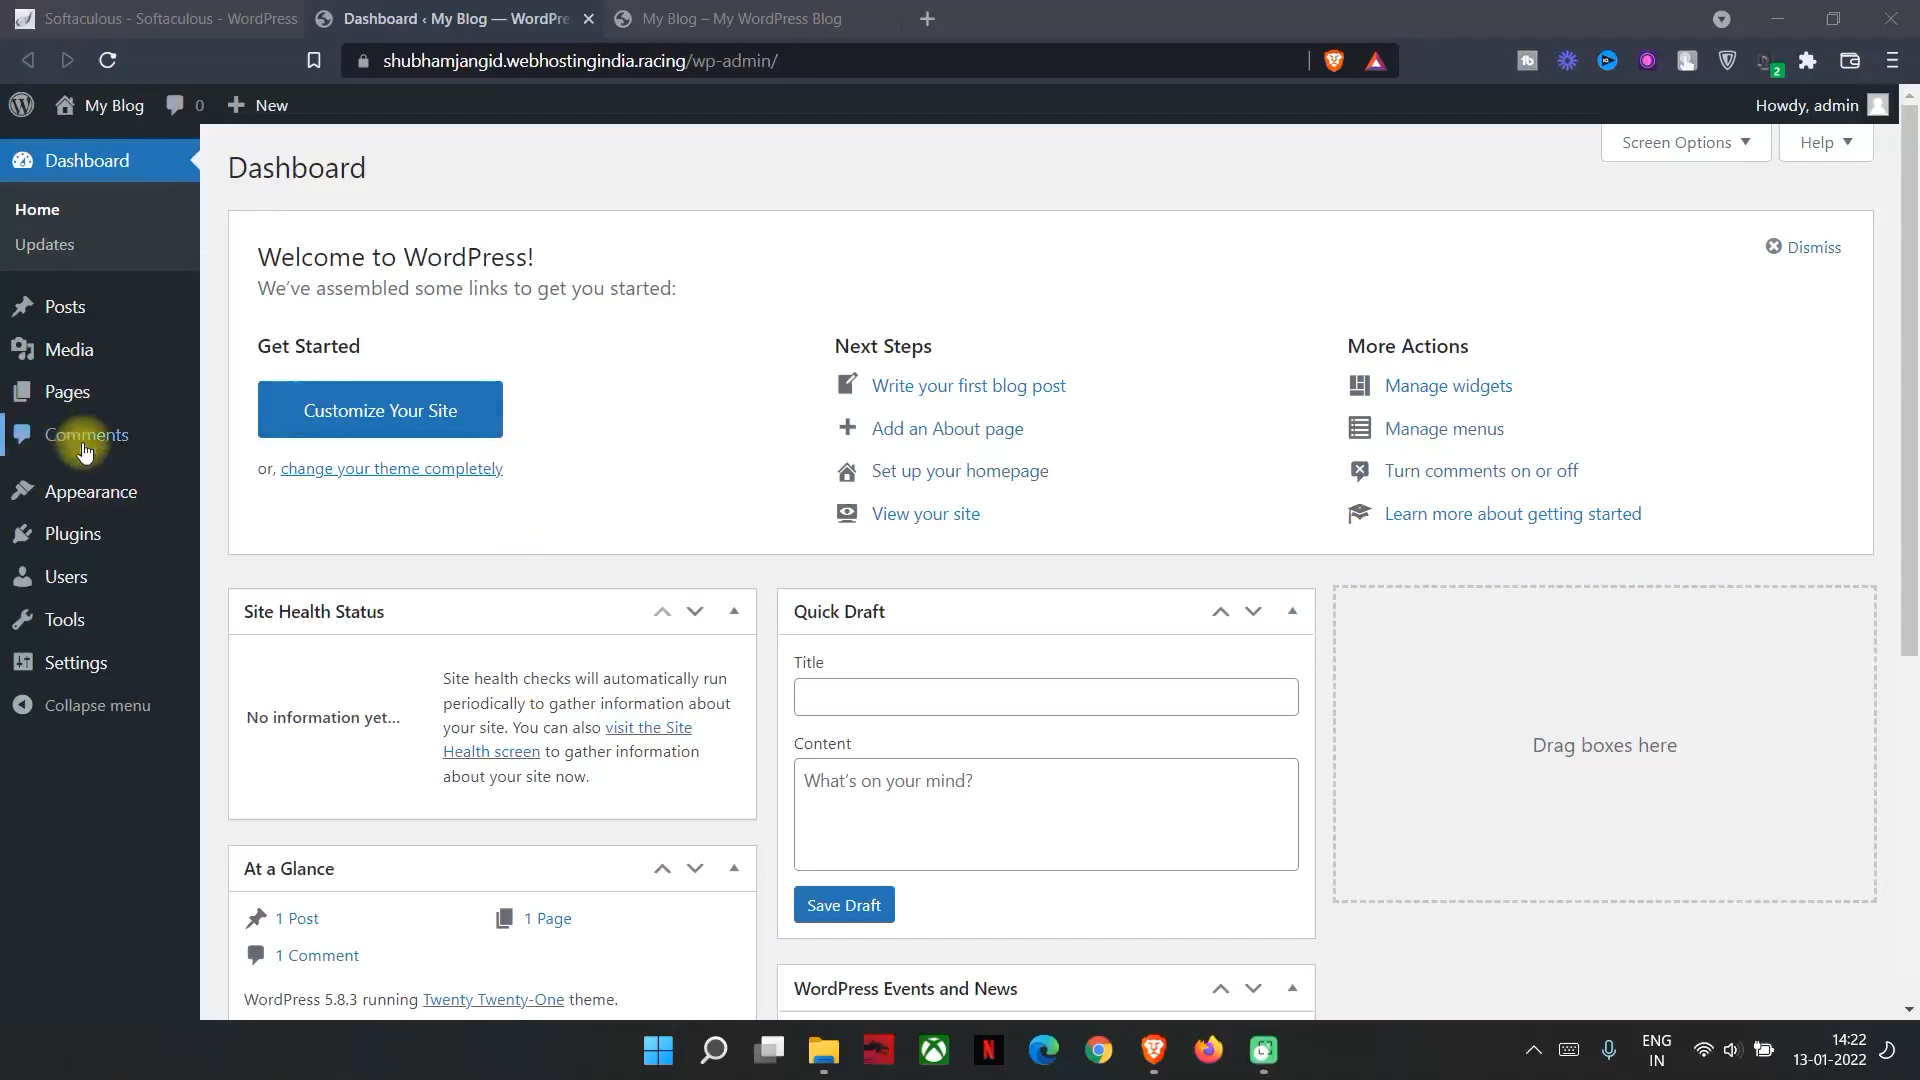 Softaculous - Softaculous - WordPress
Dashboard ‹ My Blog — WordPre
My Blog – My WordPress Blog
shubhamjangid.webhostingindia.racing/wp-admin/
2
My Blog
0
New
Howdy, admin
Screen Options
Help
Dashboard
Home
Updates
Posts
Media
Pages
Comments
Appearance
Plugins
Users
Tools
Settings
Collapse menu
Dashboard
Welcome to WordPress!
We've assembled some links to get you started:
Dismiss
Get Started
Customize Your Site
or, change your theme completely
Next Steps
Write your first blog post
Add an About page
Set up your homepage
View your site
More Actions
Manage widgets
Manage menus
Turn comments on or off
Learn more about getting started
Site Health Status
No information yet...
Site health checks will automatically run
periodically to gather information about
your site. You can also visit the Site
Health screen to gather information
about your site now.
At a Glance
1 Post
1 Page
1 Comment
WordPress 5.8.3 running Twenty Twenty-One theme.
Quick Draft
Title
Content
What's on your mind?
Save Draft
WordPress Events and News
Drag boxes here
ENG
IN
14:22
13-01-2022